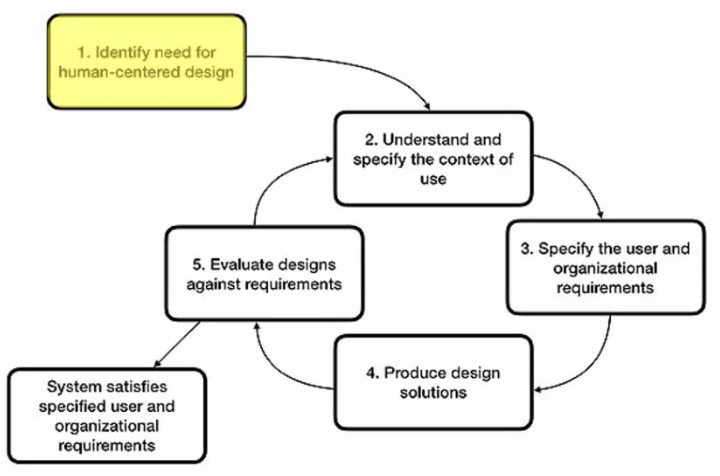 1. Identify need for
human-centered design
2. Understand and
specify the context of
use
3. Specify the user and
organizational
requirements
4. Produce design
solutions
5. Evaluate designs
against requirements
System satisfies
specified user and
organizational
requirements